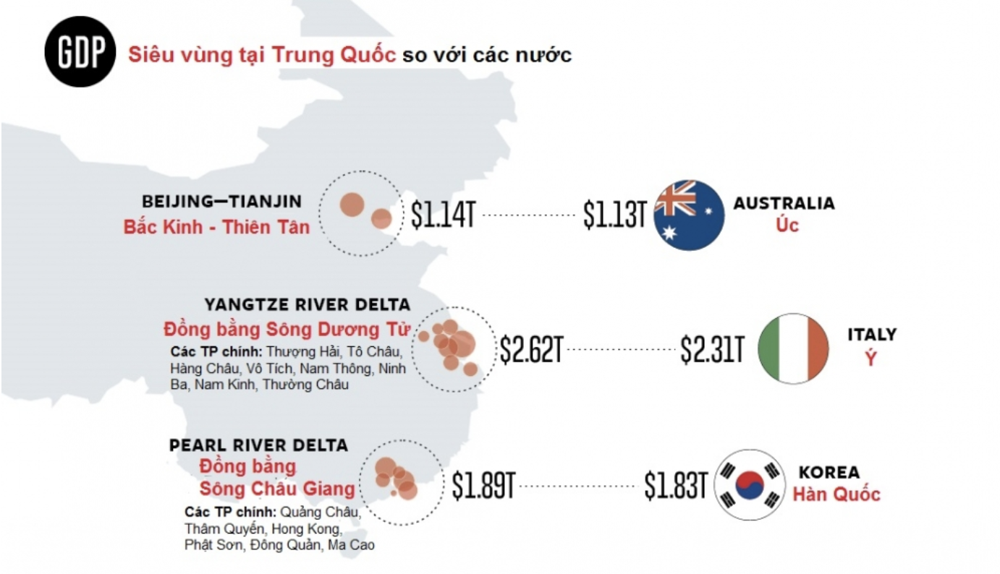 GDP
Siêu vùng tại Trung Quốc so với các nước
BEIJING—TIANJIN
Bắc Kinh - Thiên Tân
$1.14T
$1.13T
AUSTRALIA
Úc
YANGTZE RIVER DELTA
Đồng bằng Sông Dương Tử
Các TP chính: Thượng Hải, Tô Châu,
Hàng Châu, Vô Tích, Nam Thông, Ninh
Ba, Nam Kinh, Thường Châu
$2.62T
$2.31T
ITALY
Ý
PEARL RIVER DELTA
Đồng bằng
Sông Châu Giang
Các TP chính: Quảng Châu,
Thâm Quyến, Hong Kong,
Phật Sơn, Đông Quản, Ma Cao
$1.89T
$1.83T
KOREA
Hàn Quốc